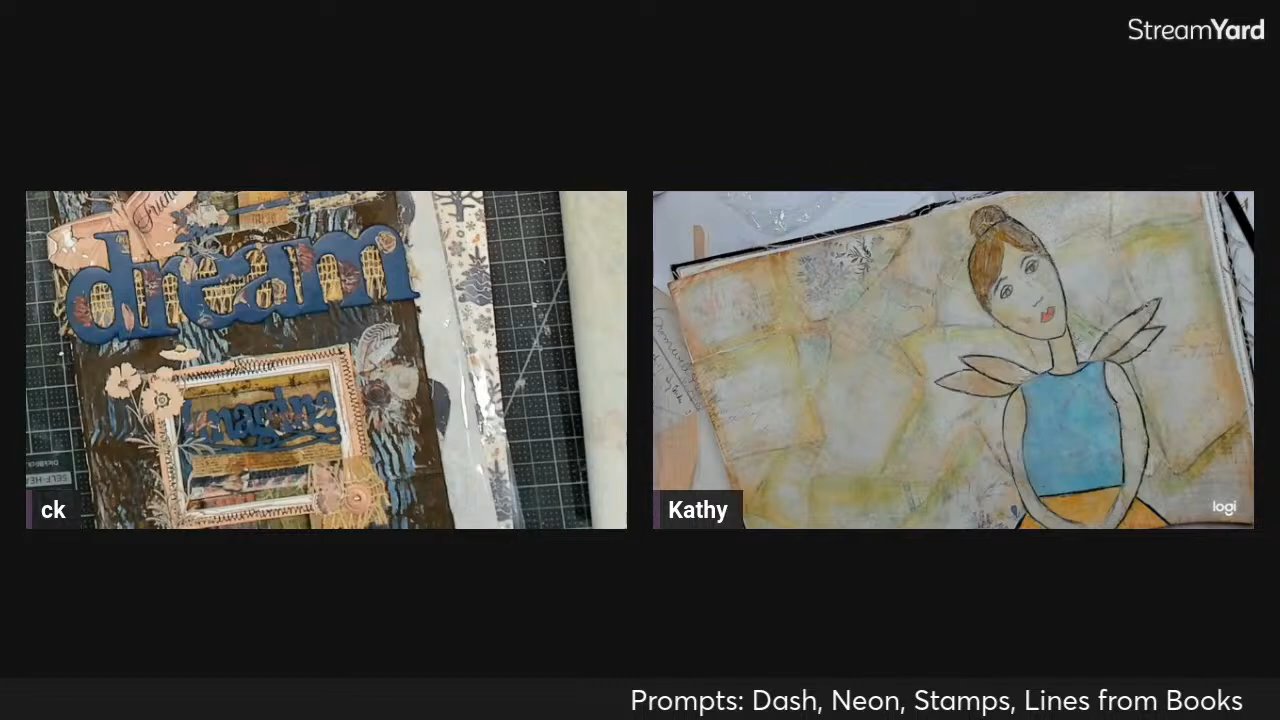 StreamYard
Friend
dream
imagine
ck
Kathy
logi
Prompts: Dash, Neon, Stamps, Lines from Books